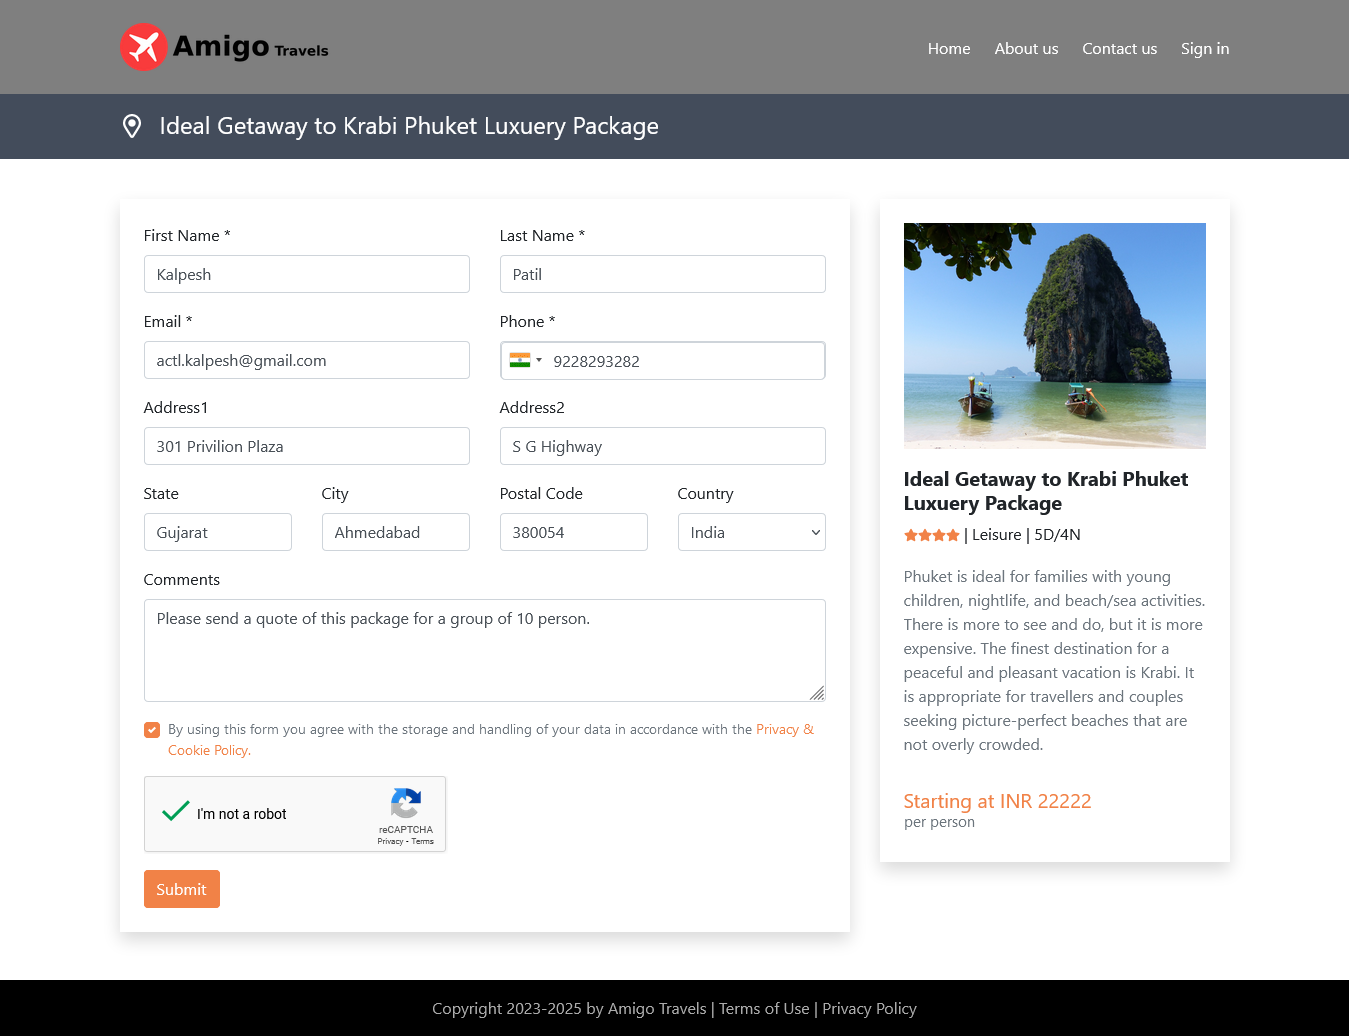 Amigo Travels
Home About us Contact us Sign in
Ideal Getaway to Krabi Phuket Luxuery Package
First Name * Last Name *
Kalpesh Patil
Email * Phone *
actl.kalpesh@gmail.com 9228293282
Address1 Address2
301 Privilion Plaza S G Highway
State City Postal Code Country
Gujarat Ahmedabad 380054 India
Comments
Please send a quote of this package for a group of 10 person.
By using this form you agree with the storage and handling of your data in accordance with the Privacy &
Cookie Policy.
I'm not a robot
reCAPTCHA
Privacy - Terms
Submit
Ideal Getaway to Krabi Phuket
Luxuery Package
| Leisure | 5D/4N
Phuket is ideal for families with young
children, nightlife, and beach/sea activities.
There is more to see and do, but it is more
expensive. The finest destination for a
peaceful and pleasant vacation is Krabi. It
is appropriate for travellers and couples
seeking picture-perfect beaches that are
not overly crowded.
Starting at INR 22222
per person
Copyright 2023-2025 by Amigo Travels | Terms of Use | Privacy Policy